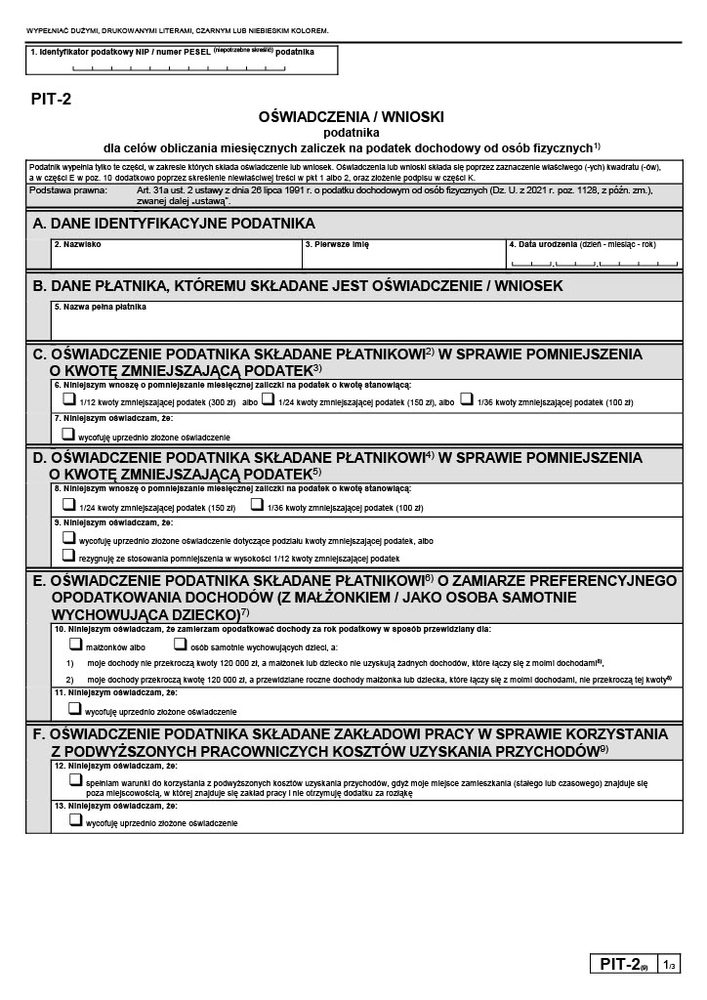 WYPEŁNIAĆ DUŻYMI, DRUKOWANYMI LITERAMI, CZARNYM LUB NIEBIESKIM KOLOREM.
1. Identyfikator podatkowy NIP / numer PESEL (niepotrzebne skreślić) podatnika
PIT-2
OŚWIADCZENIA / WNIOSKI
podatnika
dla celów obliczania miesięcznych zaliczek na podatek dochodowy od osób fizycznych1)
Podatnik wypełnia tylko te części, w zakresie których składa oświadczenie lub wniosek. Oświadczenia lub wnioski składa się poprzez zaznaczenie właściwego (-ych) kwadratu (-ów),
a w części E w poz. 10 dodatkowo poprzez skreślenie niewłaściwej treści w pkt 1 albo 2, oraz złożenie podpisu w części K.
Podstawa prawna: Art. 31a ust. 2 ustawy z dnia 26 lipca 1991 r. o podatku dochodowym od osób fizycznych (Dz. U. z 2021 r. poz. 1128, z późn. zm.),
zwanej dalej „ustawą”.
A. DANE IDENTYFIKACYJNE PODATNIKA
2. Nazwisko 3. Pierwsze imię 4. Data urodzenia (dzień - miesiąc - rok)
B. DANE PŁATNIKA, KTÓREMU SKŁADANE JEST OŚWIADCZENIE / WNIOSEK
5. Nazwa pełna płatnika
C. OŚWIADCZENIE PODATNIKA SKŁADANE PŁATNIKOWI2) W SPRAWIE POMNIEJSZENIA
O KWOTĘ ZMNIEJSZAJĄCĄ PODATEK3)
6. Niniejszym wnoszę o pomniejszanie miesięcznej zaliczki na podatek o kwotę stanowiącą:
❑ 1/12 kwoty zmniejszającej podatek (300 zł) albo ❑ 1/24 kwoty zmniejszającej podatek (150 zł), albo ❑ 1/36 kwoty zmniejszającej podatek (100 zł)
7. Niniejszym oświadczam, że:
❑ wycofuję uprzednio złożone oświadczenie
D. OŚWIADCZENIE PODATNIKA SKŁADANE PŁATNIKOWI4) W SPRAWIE POMNIEJSZENIA
O KWOTĘ ZMNIEJSZAJĄCĄ PODATEK5)
8. Niniejszym wnoszę o pomniejszanie miesięcznej zaliczki na podatek o kwotę stanowiącą:
❑ 1/24 kwoty zmniejszającej podatek (150 zł) ❑ 1/36 kwoty zmniejszającej podatek (100 zł)
9. Niniejszym oświadczam, że:
❑ wycofuję uprzednio złożone oświadczenie dotyczące podziału kwoty zmniejszającej podatek, albo
❑ rezygnuję ze stosowania pomniejszenia w wysokości 1/12 kwoty zmniejszającej podatek
E. OŚWIADCZENIE PODATNIKA SKŁADANE PŁATNIKOWI6) O ZAMIARZE PREFERENCYJNEGO
OPODATKOWANIA DOCHODÓW (Z MAŁŻONKIEM / JAKO OSOBA SAMOTNIE
WYCHOWUJĄCA DZIECKO)7)
10. Niniejszym oświadczam, że zamierzam opodatkować dochody za rok podatkowy w sposób przewidziany dla:
❑ małżonków albo ❑ osób samotnie wychowujących dzieci, a:
1) moje dochody nie przekroczą kwoty 120 000 zł, a małżonek lub dziecko nie uzyskują żadnych dochodów, które łączy się z moimi dochodami8),
2) moje dochody przekroczą kwotę 120 000 zł, a przewidziane roczne dochody małżonka lub dziecka, które łączy się z moimi dochodami, nie przekroczą tej kwoty8)
11. Niniejszym oświadczam, że:
❑ wycofuję uprzednio złożone oświadczenie
F. OŚWIADCZENIE PODATNIKA SKŁADANE ZAKŁADOWI PRACY W SPRAWIE KORZYSTANIA
Z PODWYŻSZONYCH PRACOWNICZYCH KOSZTÓW UZYSKANIA PRZYCHODÓW9)
12. Niniejszym oświadczam, że:
❑ spełniam warunki do korzystania z podwyższonych kosztów uzyskania przychodów, gdyż moje miejsce zamieszkania (stałego lub czasowego) znajduje się
poza miejscowością, w której znajduje się zakład pracy i nie otrzymuję dodatku za rozłąkę
13. Niniejszym oświadczam, że:
❑ wycofuję uprzednio złożone oświadczenie
PIT-2(9) 1/3